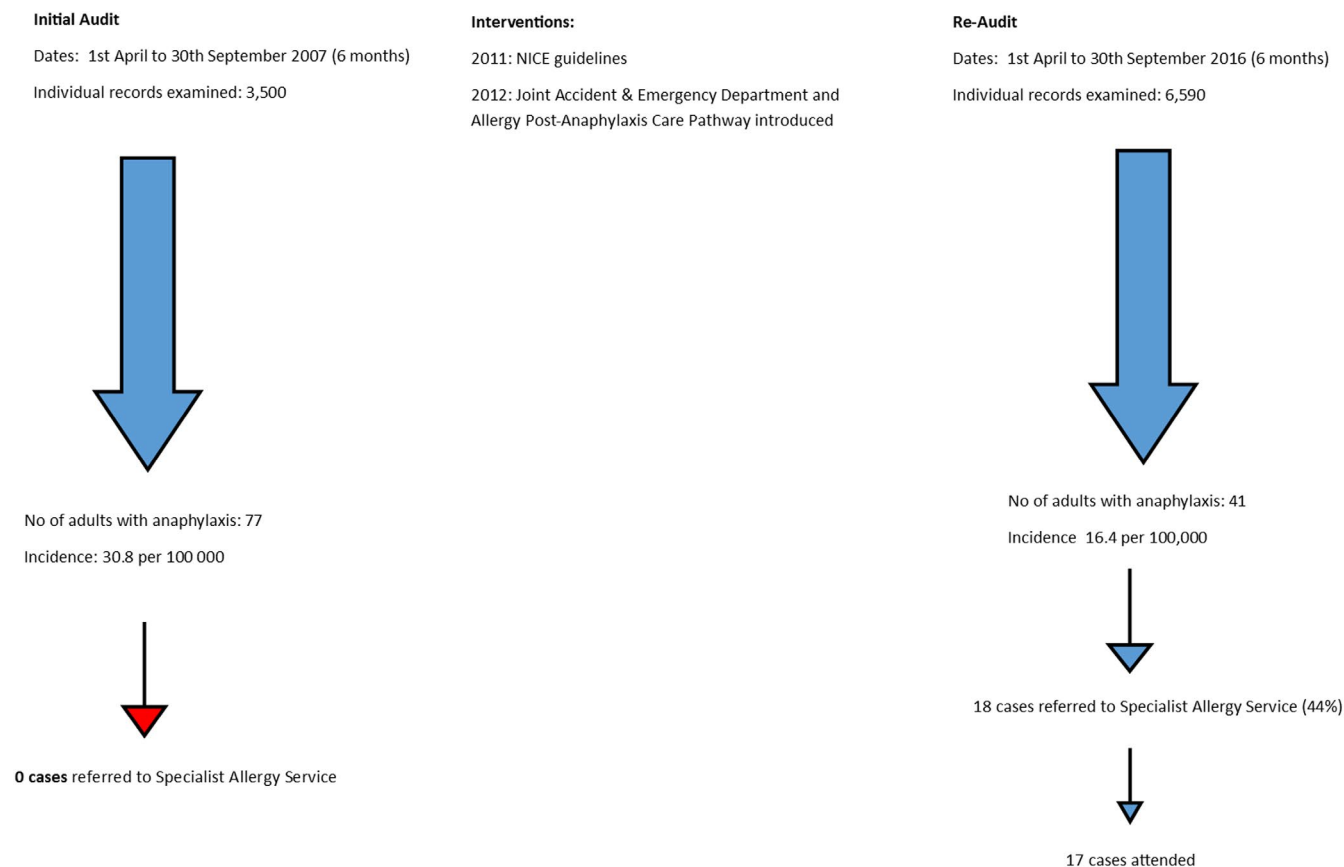 Initial Audit
Dates:  1st April to 30th September 2007 (6 months)
Individual records examined: 3,500
No of adults with anaphylaxis: 77
Incidence: 30.8 per 100 000
0 cases referred to Specialist Allergy Service
Interventions:
2011: NICE guidelines
2012: Joint Accident & Emergency Department and
Allergy Post-Anaphylaxis Care Pathway introduced
Re-Audit
Dates:  1st April to 30th September 2016 (6 months)
Individual records examined: 6,590
No of adults with anaphylaxis: 41
Incidence  16.4 per 100,000
18 cases referred to Specialist Allergy Service (44%)
17 cases attended